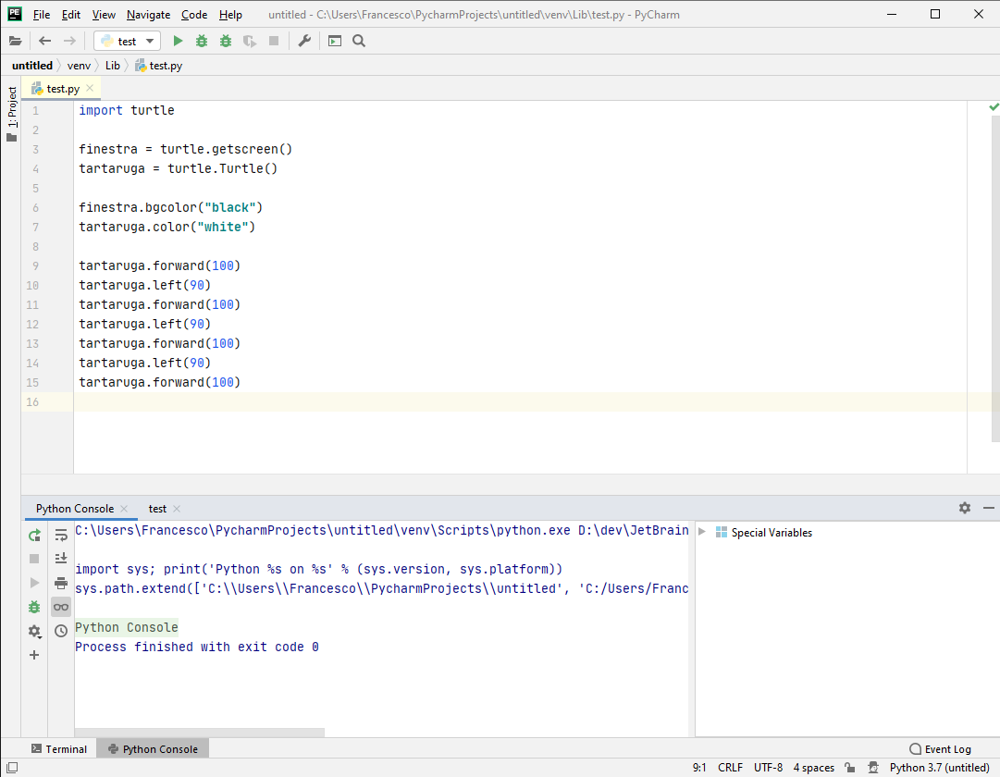 PE File Edit View Navigate Code Help untitled - C:\Users\Francesco\PycharmProjects\untitled\venv\Lib\test.py - PyCharm
test
untitled venv Lib test.py
1: Project
test.py
1 import turtle
2
3 finestra = turtle.getscreen()
4 tartaruga = turtle.Turtle()
5
6 finestra.bgcolor("black")
7 tartaruga.color("white")
8
9 tartaruga.forward(100)
10 tartaruga.left(90)
11 tartaruga.forward(100)
12 tartaruga.left(90)
13 tartaruga.forward(100)
14 tartaruga.left(90)
15 tartaruga.forward(100)
16
Python Console test
C:\Users\Francesco\PycharmProjects\untitled\venv\Scripts\python.exe D:\dev\JetBrain
Special Variables
import sys; print('Python %s on %s' % (sys.version, sys.platform))
sys.path.extend(['C:\\Users\\Francesco\\PycharmProjects\\untitled', 'C:/Users/Franc
Python Console
Process finished with exit code 0
Terminal Python Console Event Log
9:1 CRLF UTF-8 4 spaces Python 3.7 (untitled)